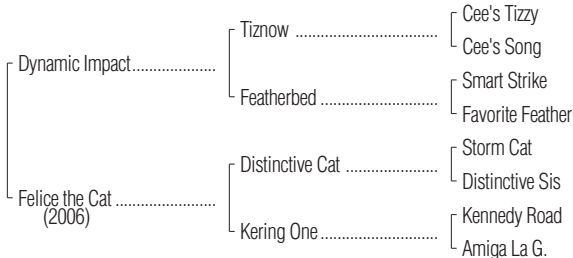 Cee's Tizzy
Tiznow ........................................
Cee's Song
Dynamic Impact.....................
Smart Strike
Featherbed .................................
Favorite Feather
Storm Cat
Distinctive Cat ..........................
Distinctive Sis
Felice the Cat .........................
(2006)
Kennedy Road
Kering One.................................
Amiga La G.